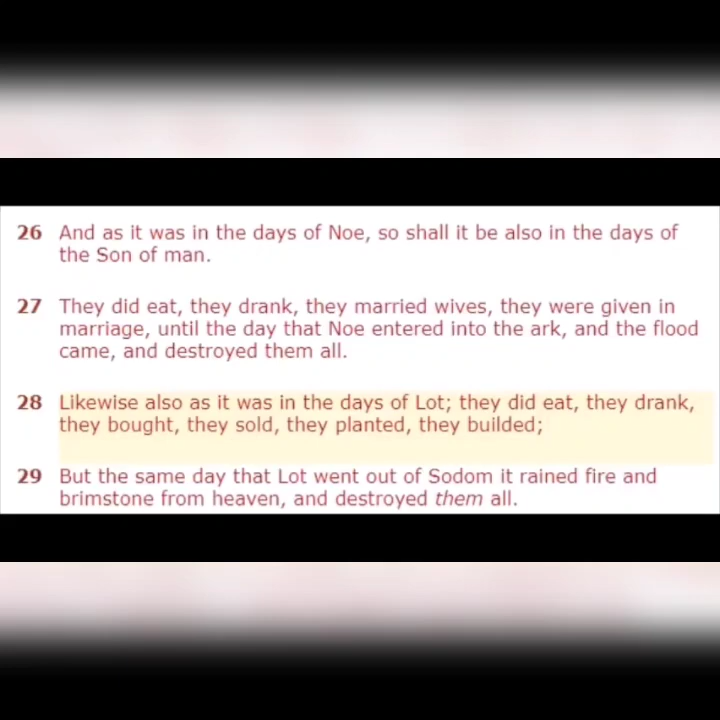 26 And as it was in the days of Noe, so shall it be also in the days of
the Son of man.
27 They did eat, they drank, they married wives, they were given in
marriage, until the day that Noe entered into the ark, and the flood
came, and destroyed them all.
28 Likewise also as it was in the days of Lot; they did eat, they drank,
they bought, they sold, they planted, they builded;
29 But the same day that Lot went out of Sodom it rained fire and
brimstone from heaven, and destroyed them all.